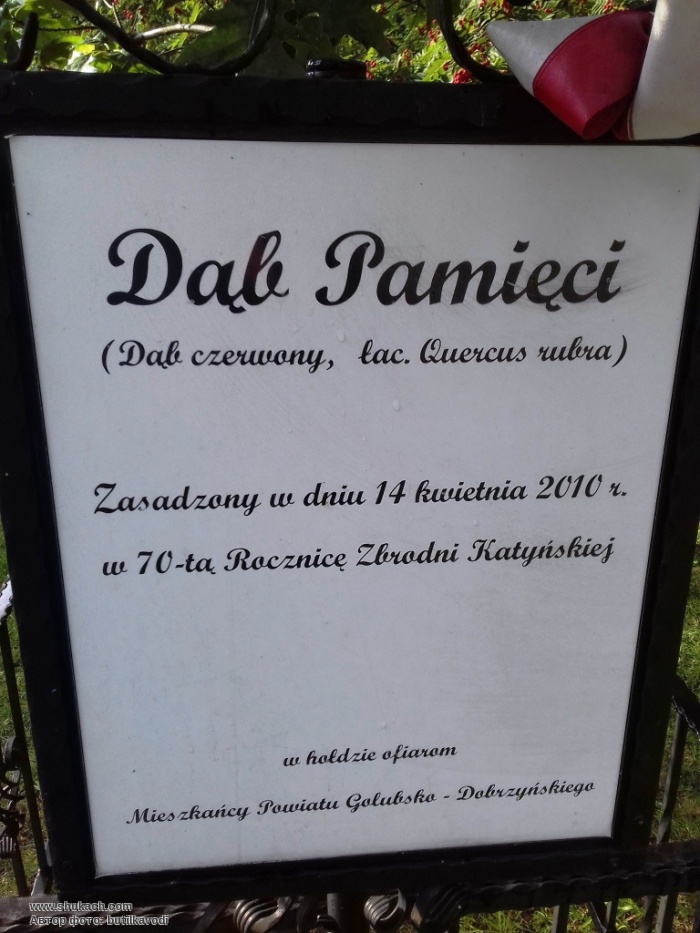 Dąb Pamięci
(Dąb czerwony, łac. Quercus rubra)
Zasadzony w dniu 14 kwietnia 2010 r.
w 70-tą Rocznicę Zbrodni Katyńskiej
w hołdzie ofiarom
Mieszkańcy Powiatu Golubsko - Dobrzyńskiego
www.shukach.com
Автор фото: butilkavodi